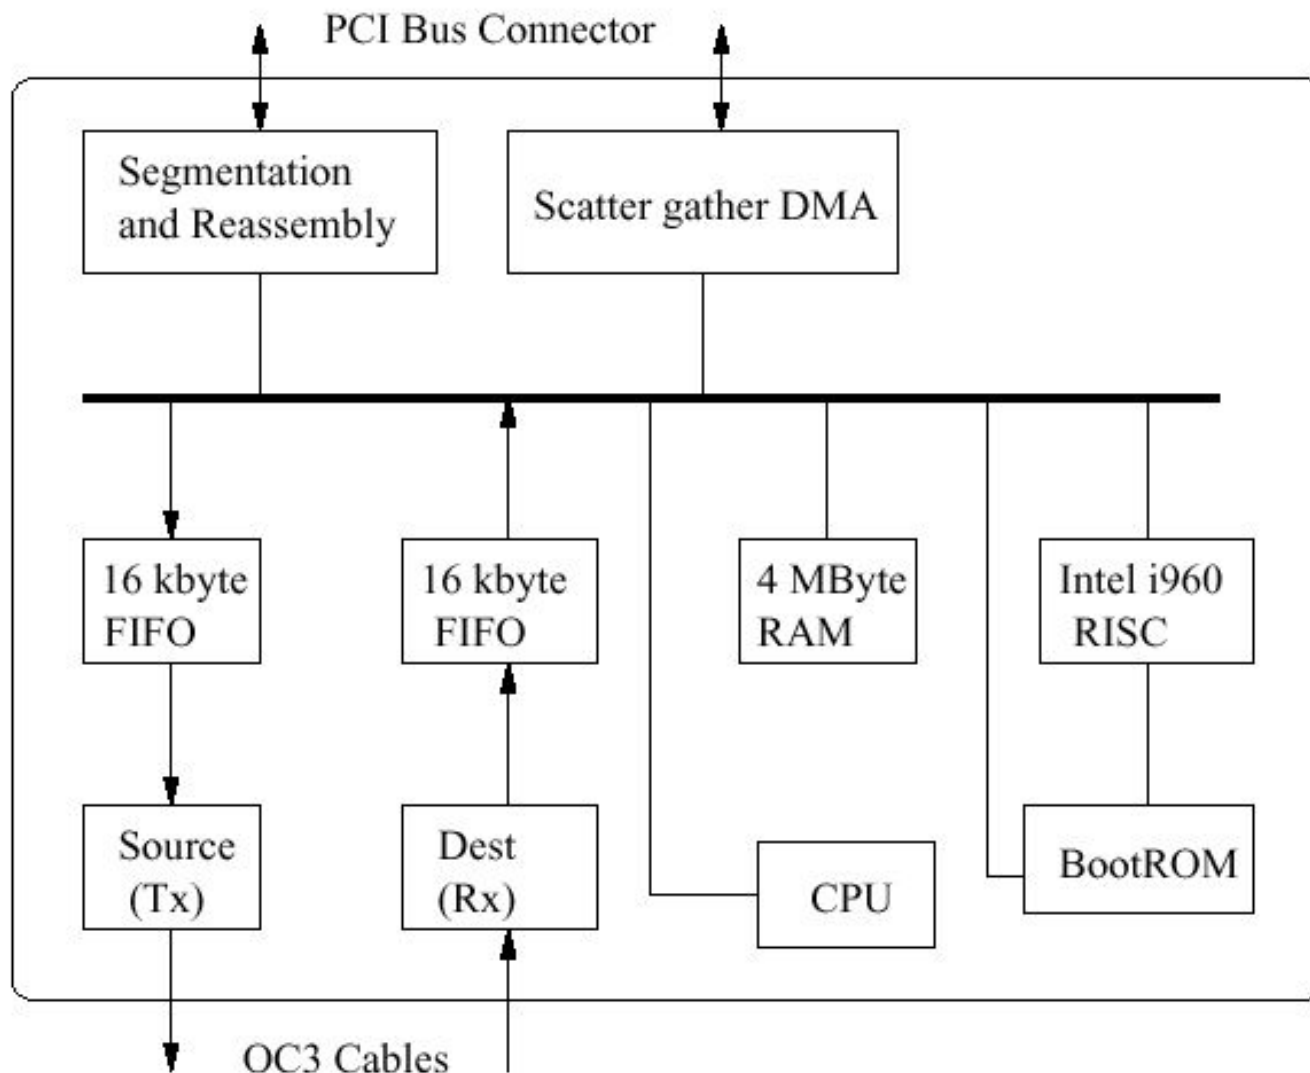 PCI Bus Connector
Segmentation
and Reassembly
Scatter gather DMA
16 kbyte
FIFO
16 kbyte
FIFO
4 MByte
RAM
Intel i960
RISC
Source
(Tx)
Dest
(Rx)
CPU
BootROM
OC3 Cables